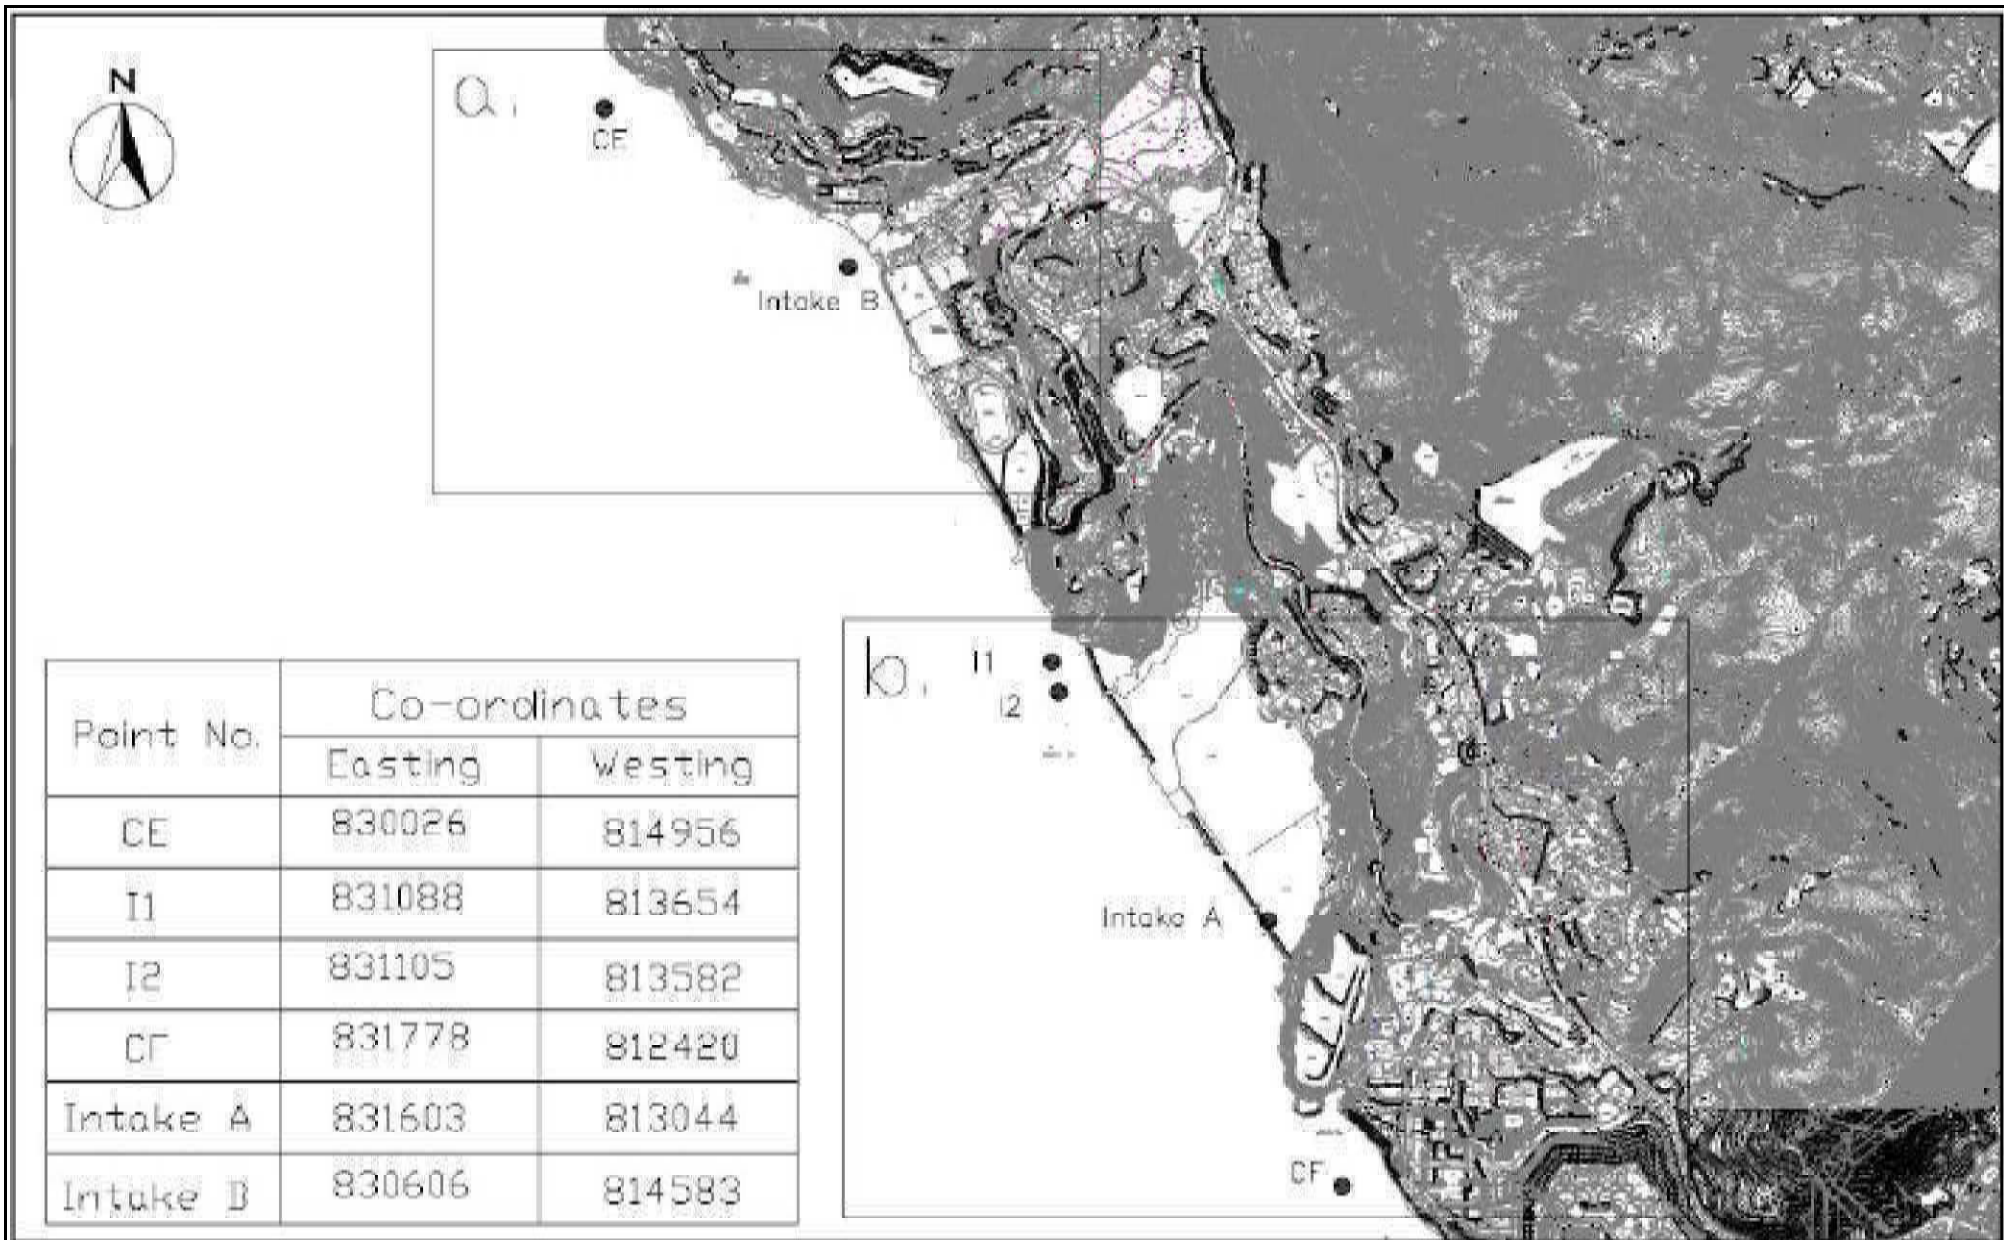 N
a.
CE
Intake B
b.
I1
I2
Intake A
CF
Point No. Co-ordinates
Easting Westing
CE 830026 814956
I1 831088 813654
I2 831105 813582
CF 831778 812420
Intake A 831603 813044
Intake B 830606 814583